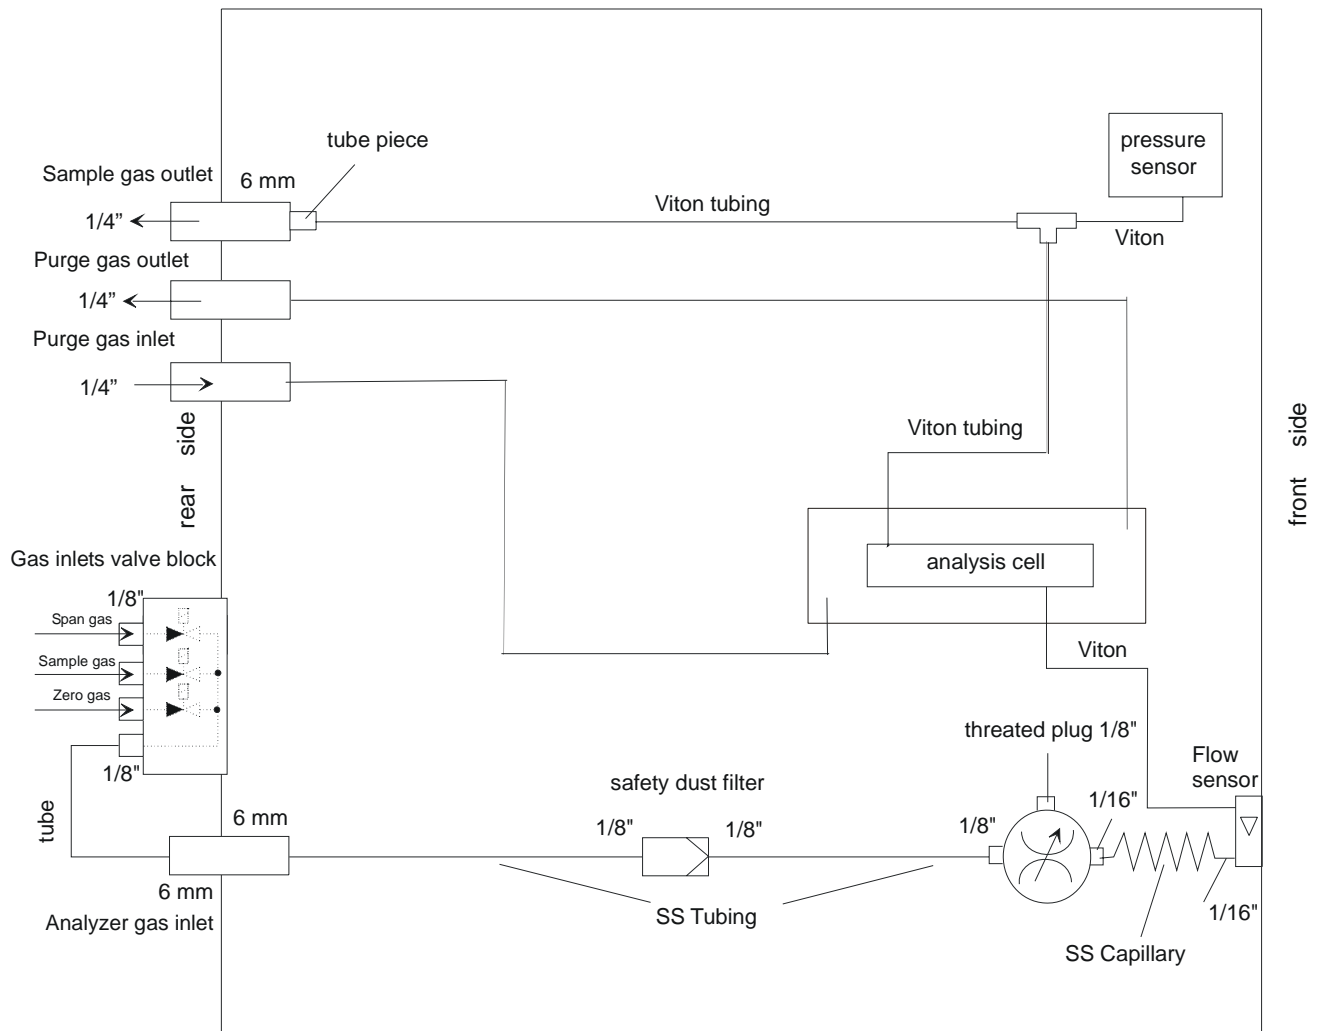 tube piece
pressure
sensor
Sample gas outlet
6 mm
1/4”
Viton tubing
Viton
Purge gas outlet
1/4”
Purge gas inlet
1/4”
rear side
front side
Viton tubing
analysis cell
Gas inlets valve block
1/8"
Span gas
Sample gas
Zero gas
1/8"
Viton
threated plug 1/8"
Flow
sensor
safety dust filter
tube
6 mm
1/8"
1/8"
1/8"
1/16"
6 mm
Analyzer gas inlet
SS Tubing
1/16"
SS Capillary